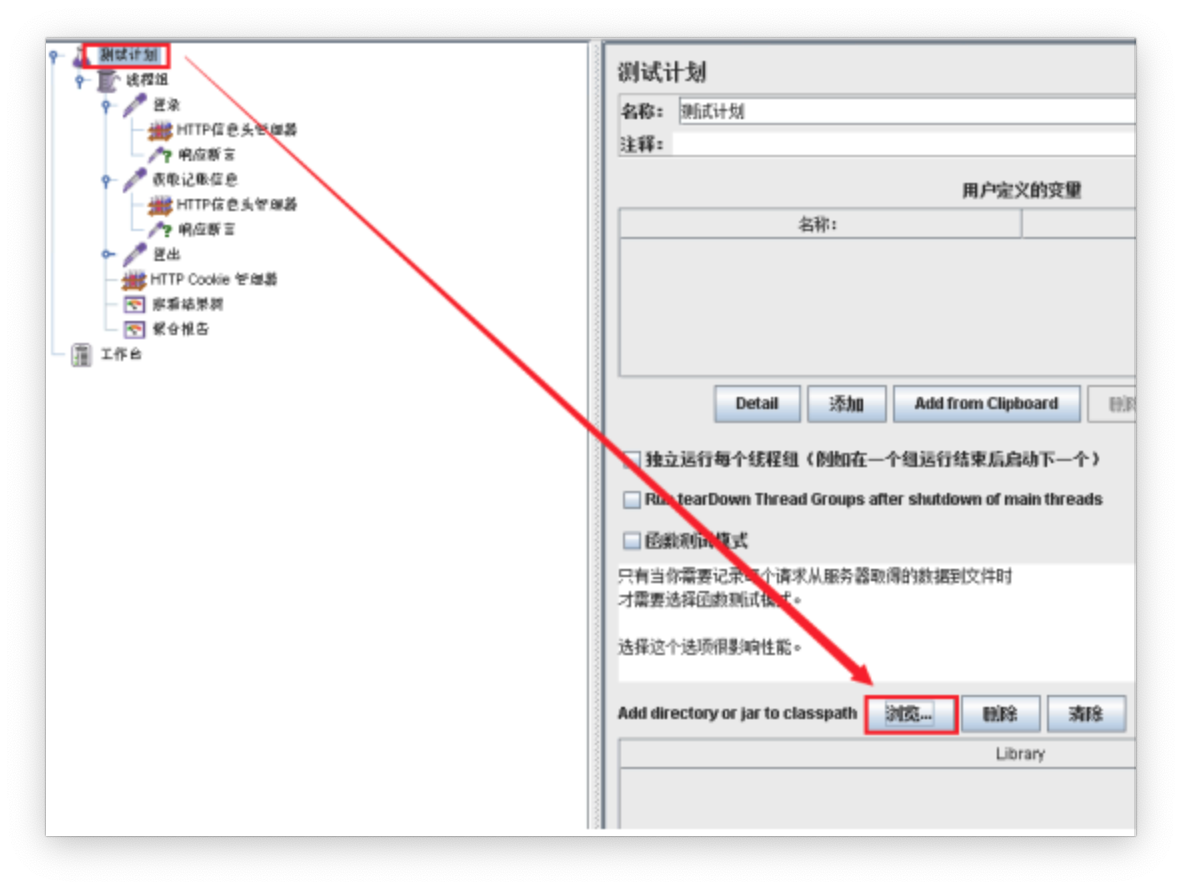 测试计划
线程组
登录
HTTP信息头管理器
响应断言
获取记账信息
HTTP信息头管理器
响应断言
登出
HTTP Cookie 管理器
察看结果树
聚合报告
工作台
测试计划
名称：
测试计划
注释：
用户定义的变量
名称:
Detail
添加
Add from Clipboard
删除
独立运行每个线程组（例如在一个组运行结束后启动下一个）
Run tearDown Thread Groups after shutdown of main threads
函数测试模式
只有当你需要记录每个请求从服务器取得的数据到文件时
才需要选择函数测试模式。
选择这个选项很影响性能。
Add directory or jar to classpath
浏览...
删除
清除
Library